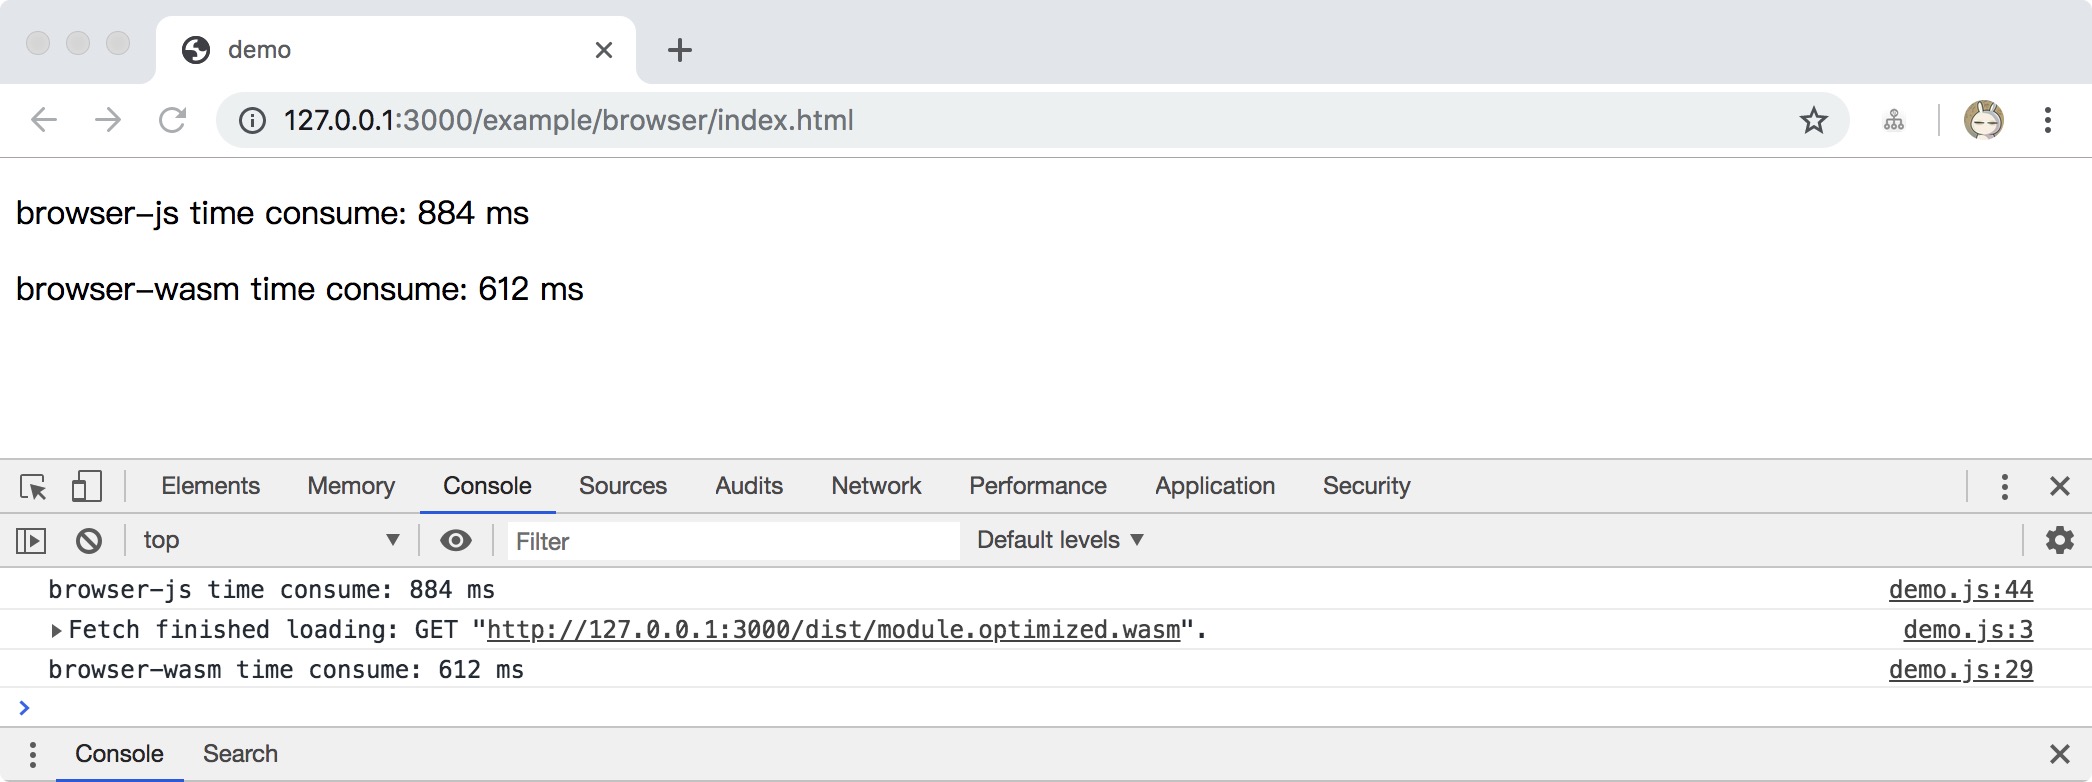 demo
127.0.0.1:3000/example/browser/index.html
browser-js time consume: 884 ms
browser-wasm time consume: 612 ms
Elements Memory Console Sources Audits Network Performance Application Security
top Filter Default levels
browser-js time consume: 884 ms demo.js:44
Fetch finished loading: GET "http://127.0.0.1:3000/dist/module.optimized.wasm". demo.js:3
browser-wasm time consume: 612 ms demo.js:29
Console Search